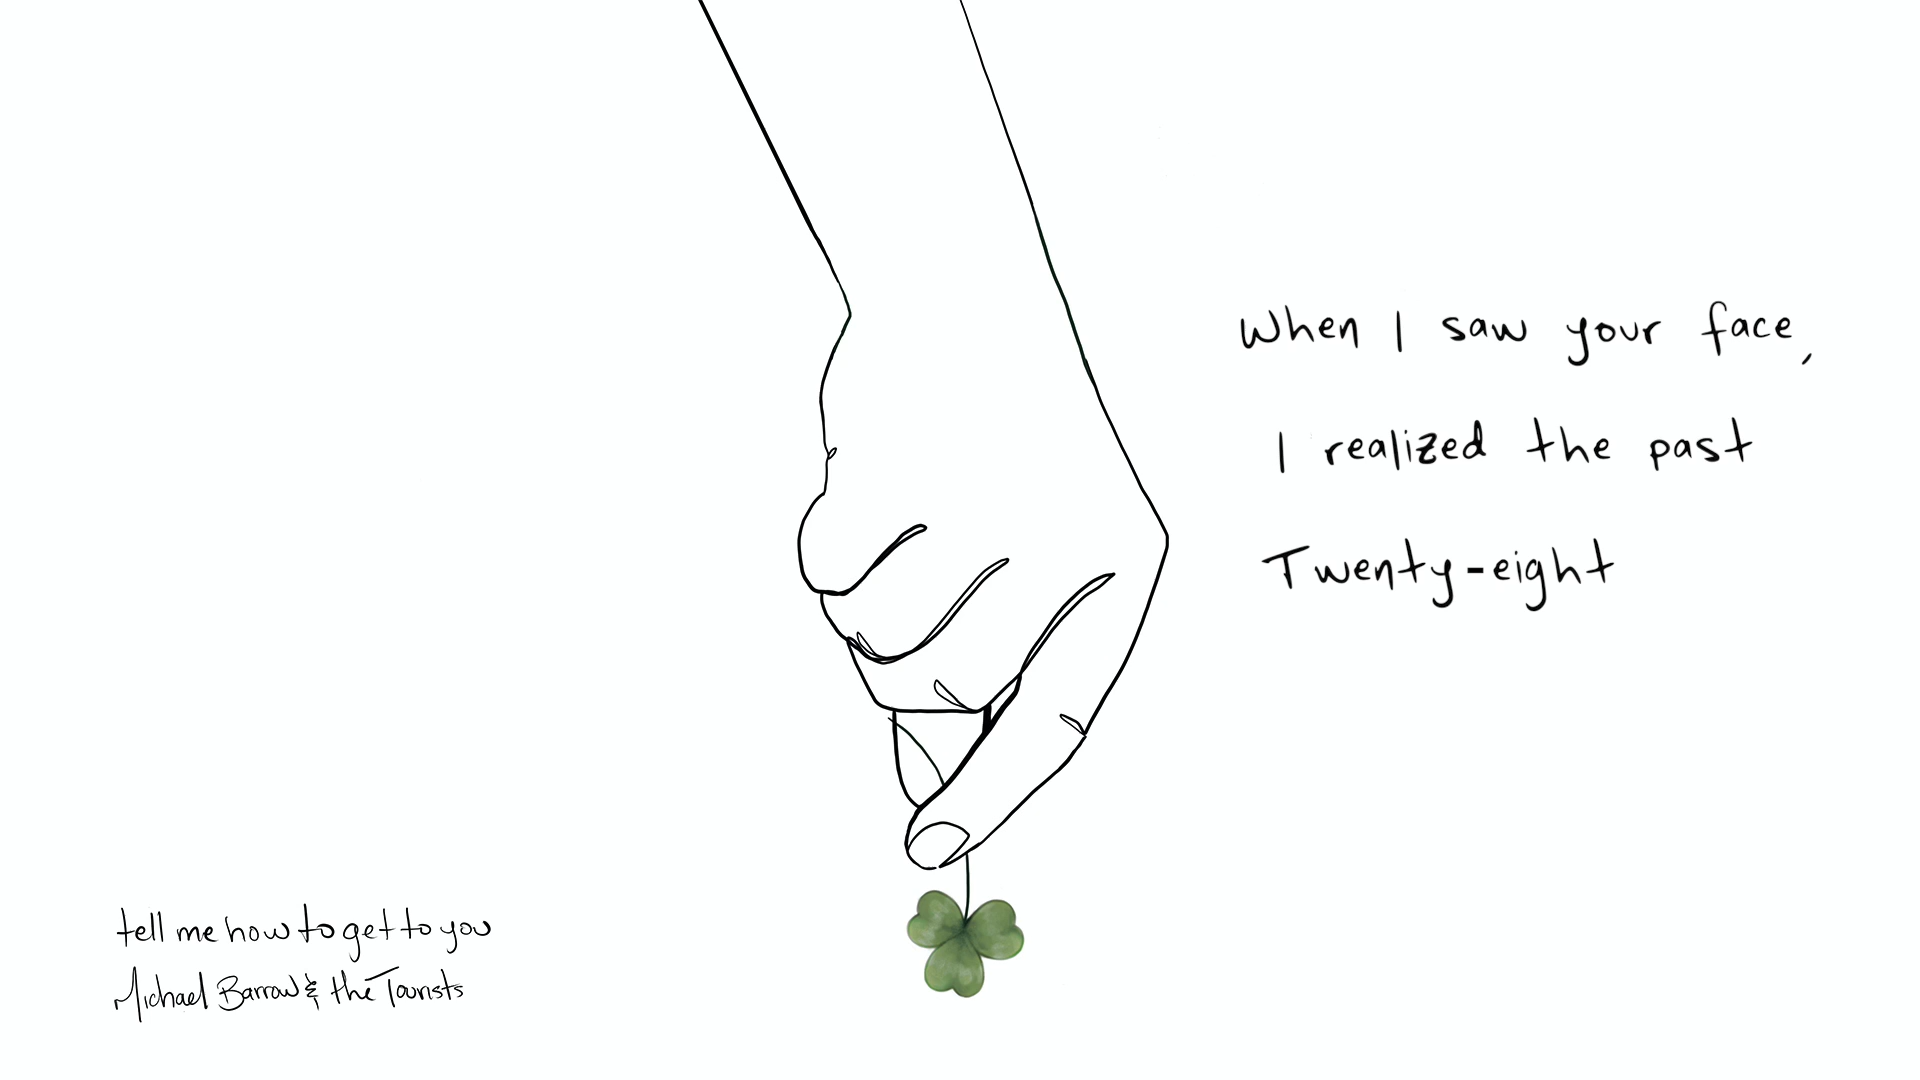 When I saw your face,
I realized the past
Twenty-eight
tell me how to get to you
Michael Barrow & the Tourists